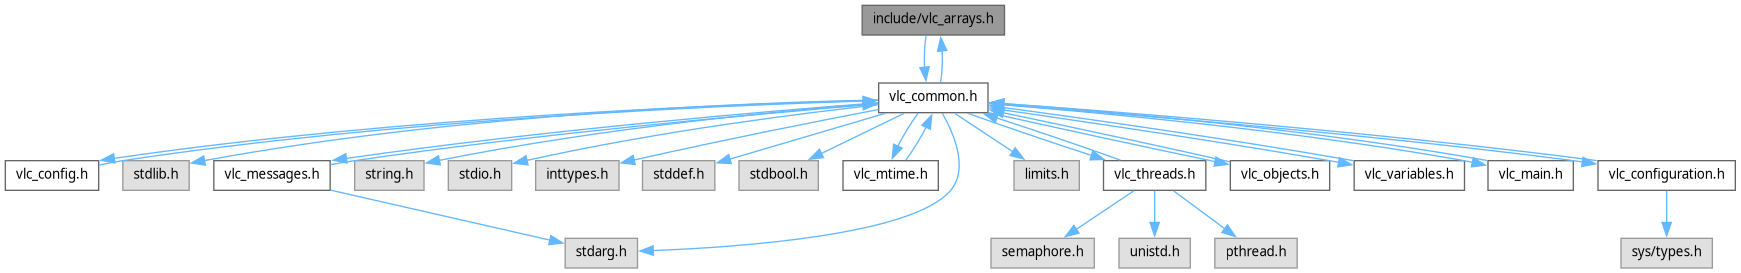 include/vlc_arrays.h
vlc_common.h
vlc_config.h
stdlib.h
vlc_messages.h
string.h
stdio.h
inttypes.h
stddef.h
stdbool.h
vlc_mtime.h
limits.h
vlc_threads.h
vlc_objects.h
vlc_variables.h
vlc_main.h
vlc_configuration.h
stdarg.h
semaphore.h
unistd.h
pthread.h
sys/types.h